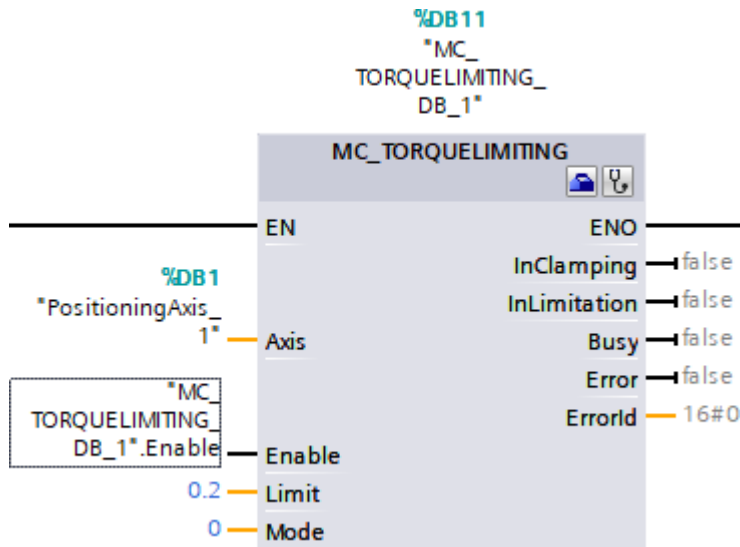 %DB11
"MC_
TORQUELIMITING_
DB_1"
MC_TORQUELIMITING
EN
ENO
InClamping
false
%DB1
"PositioningAxis_
1"
Axis
InLimitation
false
Busy
false
Error
false
"MC_
TORQUELIMITING_
DB_1".Enable
Enable
ErrorId
16#0
0.2
Limit
0
Mode